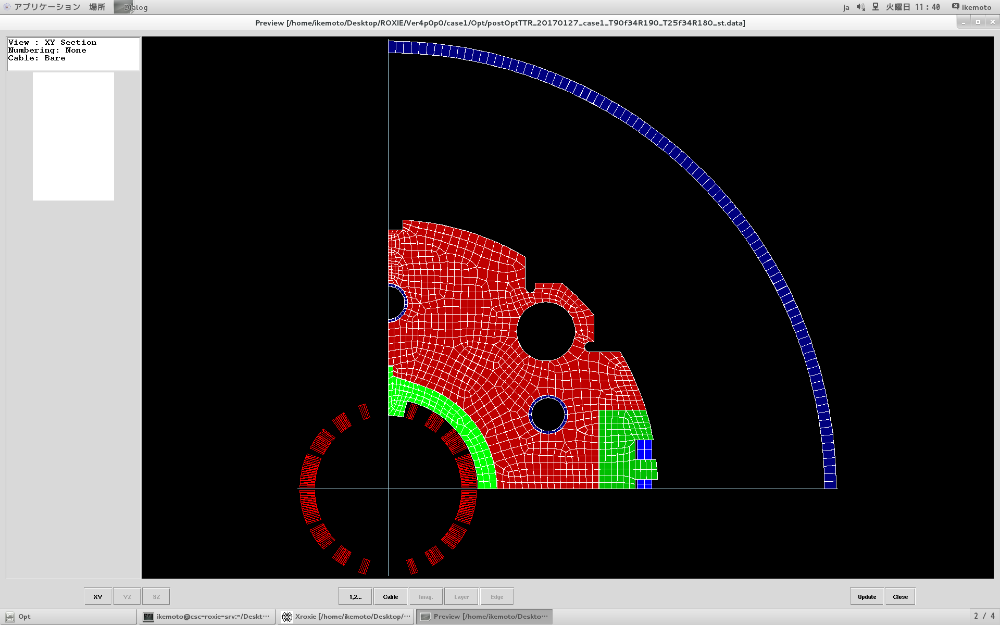 アプリケーション 場所 Dialog ja 火曜日 11：40 ikemoto
Preview [/home/ikemoto/Desktop/ROXIE/Ver4p0p0/case1/Opt/postOptTTR_20170127_case1_T90f34R190_T25f34R180_st.data]
View : XY Section
Numbering: None
Cable: Bare
XY YZ SZ 1,2... Cable Imag. Layer Edge Update Close
Opt ikemoto@csc-roxie-srv:~/Deskt⋯ Xroxie [/home/ikemoto/Desktop/⋯ Preview [/home/ikemoto/Deskto⋯ 2 / 4